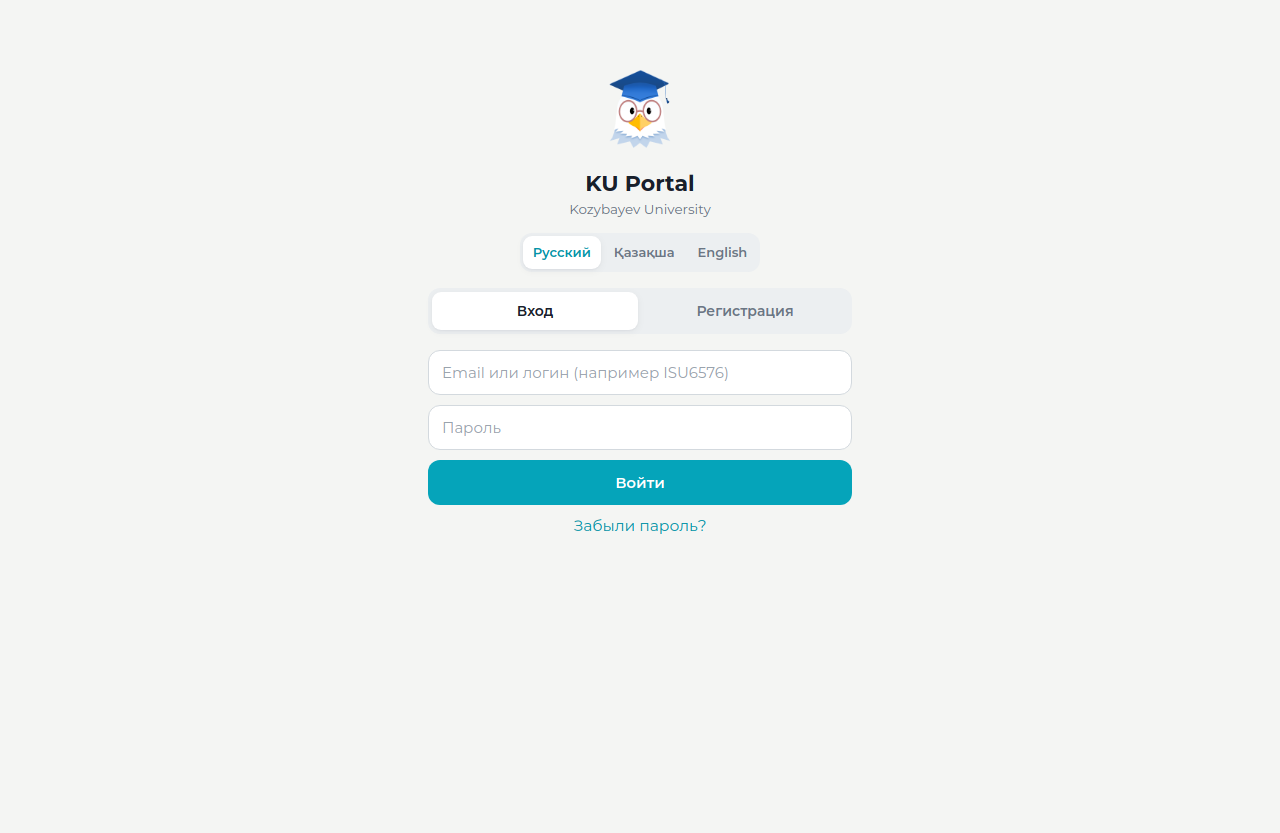 KU Portal
Kozybayev University
Русский Қазақша English
Вход Регистрация
Email или логин (например ISU6576)
Пароль
Войти
Забыли пароль?